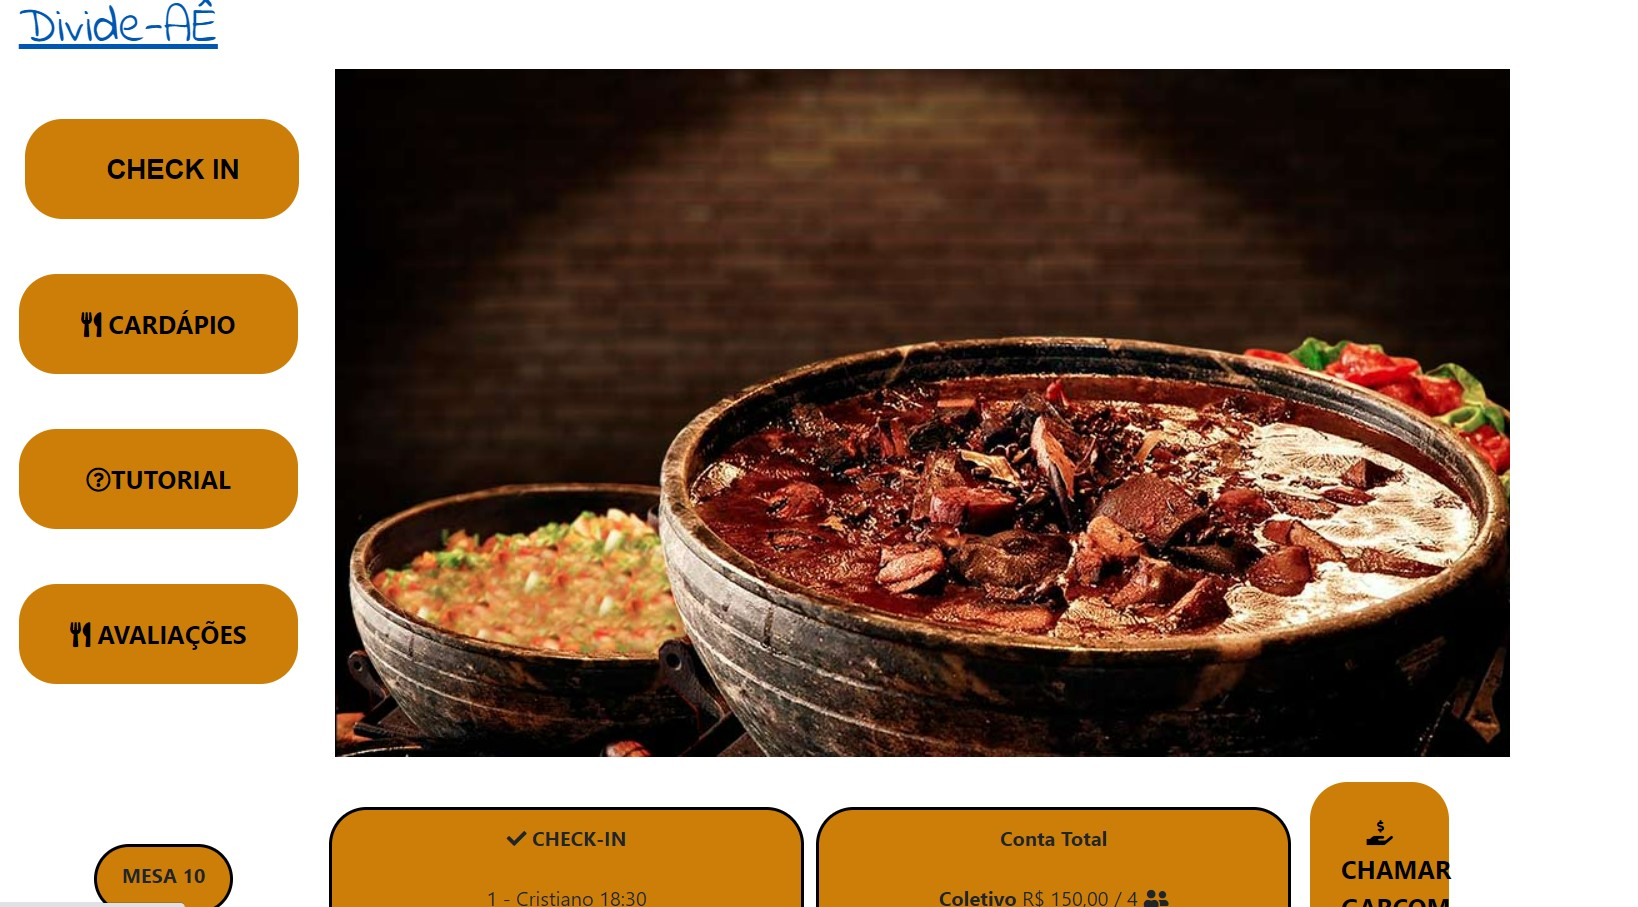 Divide-AÊ
CHECK IN
CARDÁPIO
TUTORIAL
AVALIAÇÕES
MESA 10
CHECK-IN
1 - Cristiano 18:30
Conta Total
Coletivo R$ 150,00 / 4
CHAMAR
GARCOM